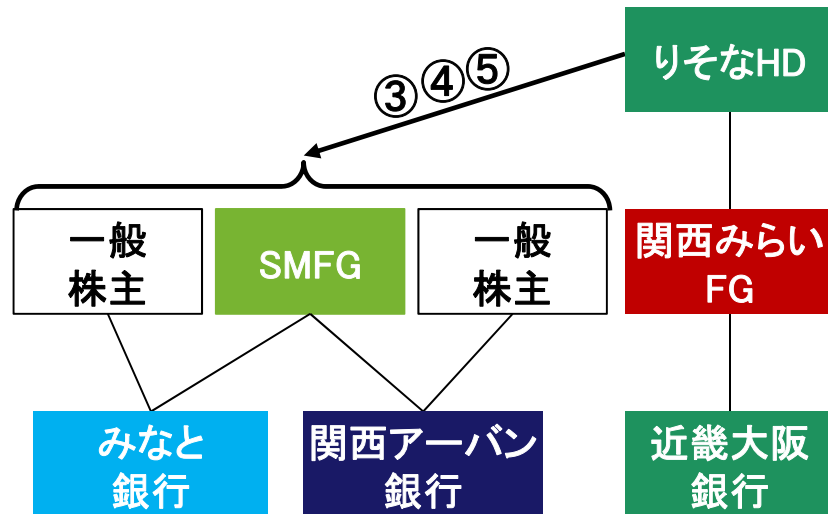 りそなHD
③④⑤
一般
株主
SMFG
一般
株主
関西みらい
FG
みなと
銀行
関西アーバン
銀行
近畿大阪
銀行